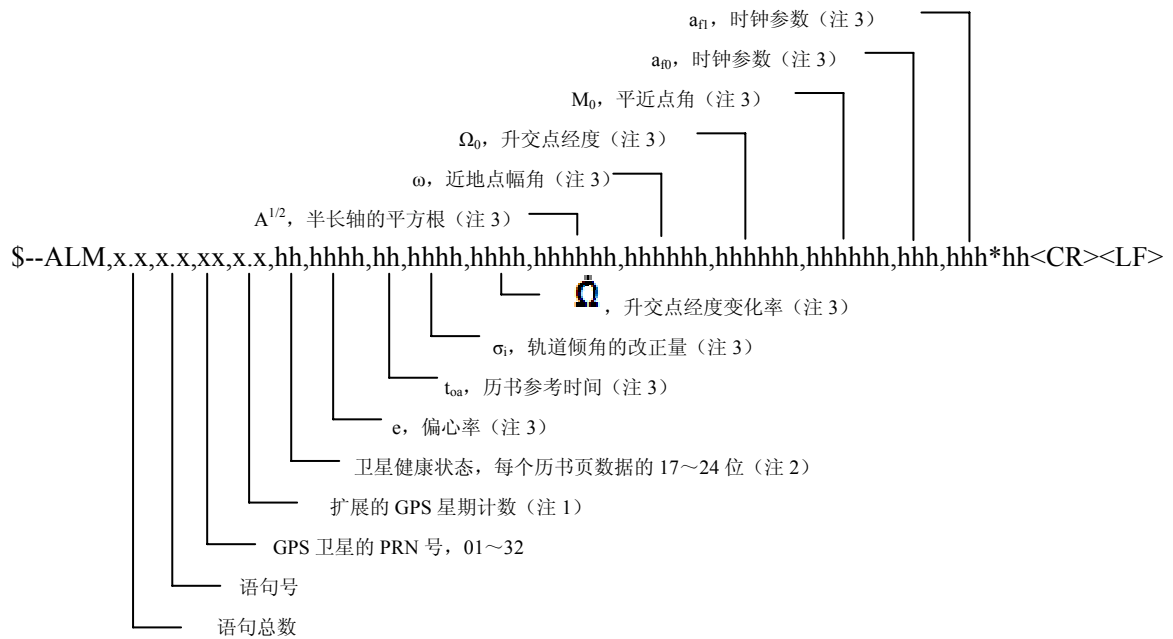 a_f1，时钟参数（注 3）
a_f0，时钟参数（注 3）
M₀，平近点角（注 3）
Ω₀，升交点经度（注 3）
ω，近地点幅角（注 3）
A^1/2，半长轴的平方根（注 3）
$--ALM,x.x,x.x,xx,x.x,hh,hhhh,hh,hhhh,hhhh,hhhhhh,hhhhhh,hhhhhh,hhhhhh,hhh,hhh*hh<CR><LF>
Ω̇，升交点经度变化率（注 3）
σᵢ，轨道倾角的改正量（注 3）
t_oa，历书参考时间（注 3）
e，偏心率（注 3）
卫星健康状态，每个历书页数据的 17～24 位（注 2）
扩展的 GPS 星期计数（注 1）
GPS 卫星的 PRN 号，01～32
语句号
语句总数